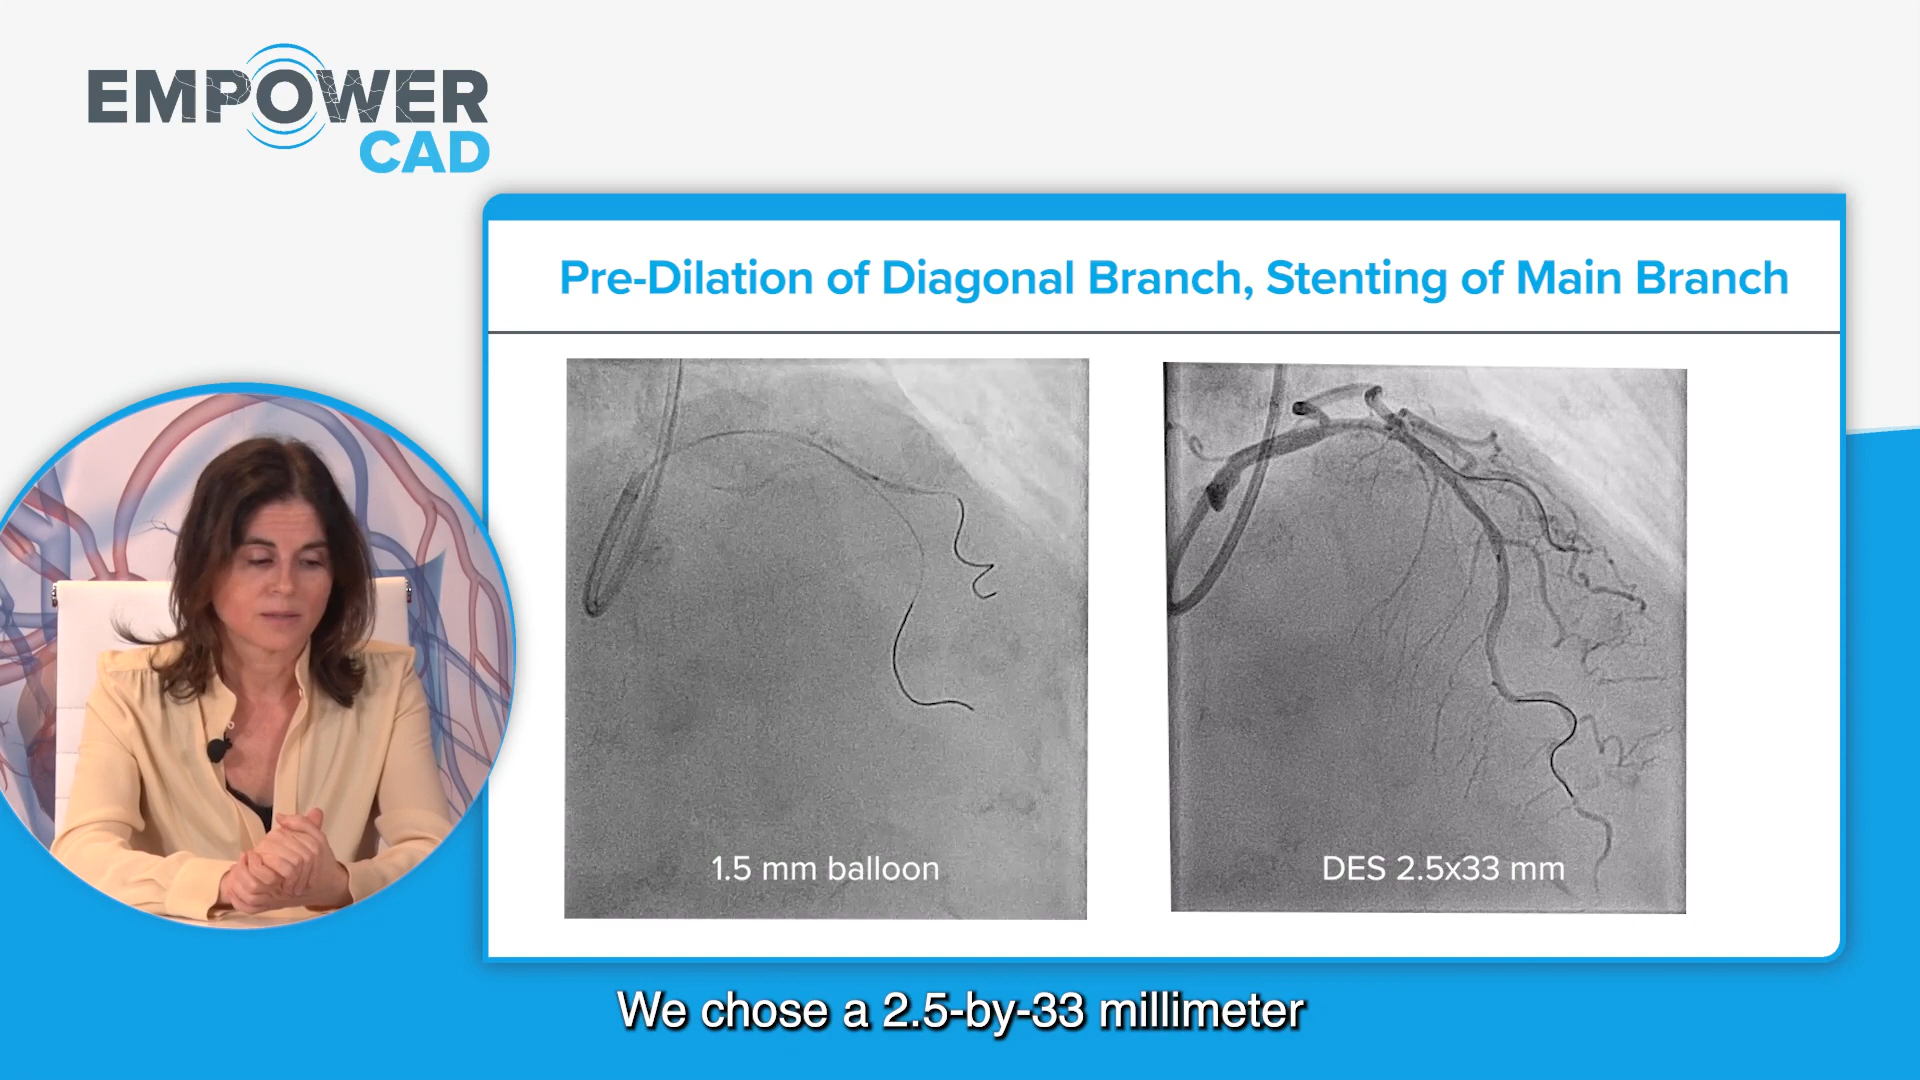 EMPOWER
CAD
Pre-Dilation of Diagonal Branch, Stenting of Main Branch
1.5 mm balloon
DES 2.5x33 mm
We chose a 2.5-by-33 millimeter